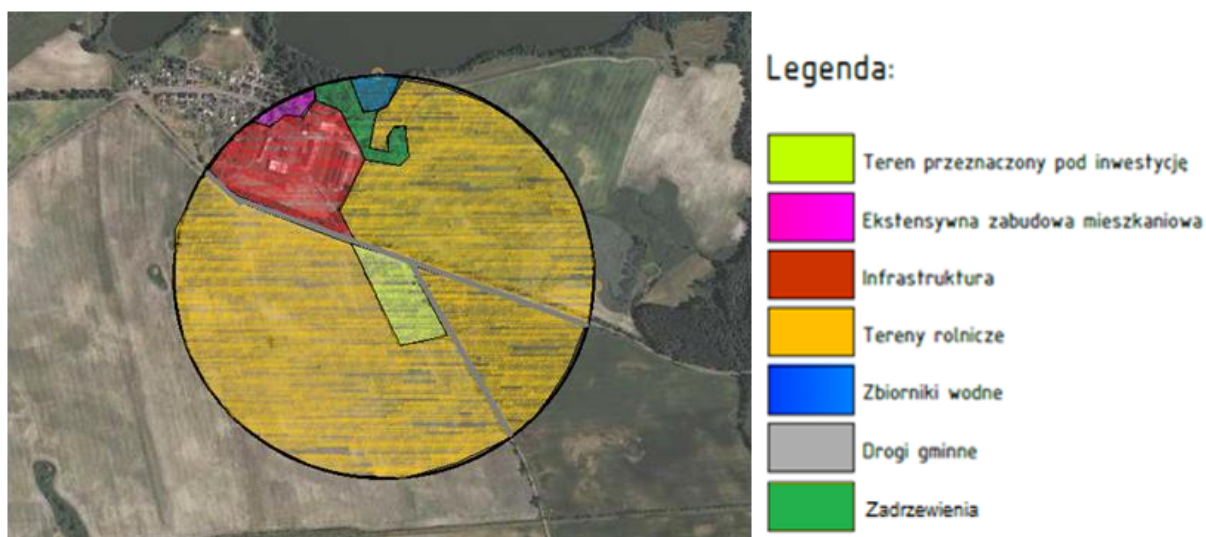 Legenda:
Teren przeznaczony pod inwestycję
Ekstensywna zabudowa mieszkaniowa
Infrastruktura
Tereny rolnicze
Zbiorniki wodne
Drogi gminne
Zadrzewienia